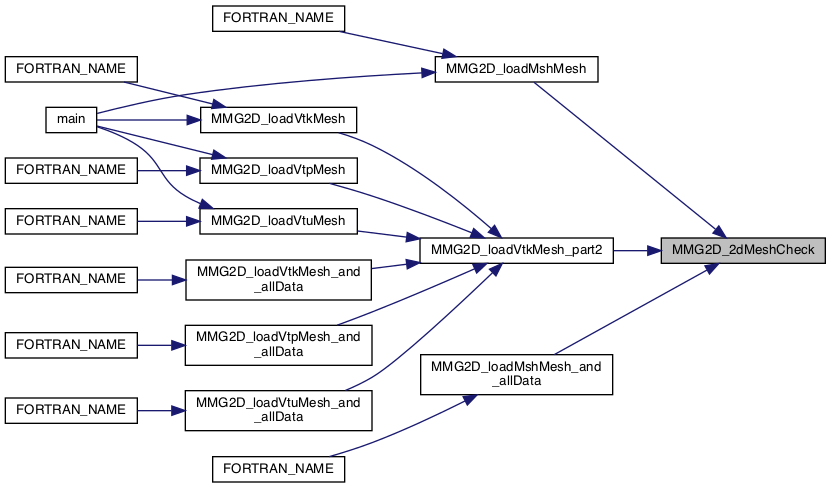 FORTRAN_NAME
MMG2D_loadMshMesh
FORTRAN_NAME
main
MMG2D_loadVtkMesh
FORTRAN_NAME
MMG2D_loadVtpMesh
FORTRAN_NAME
MMG2D_loadVtuMesh
MMG2D_loadVtkMesh_part2
MMG2D_2dMeshCheck
FORTRAN_NAME
MMG2D_loadVtkMesh_and
_allData
FORTRAN_NAME
MMG2D_loadVtpMesh_and
_allData
MMG2D_loadMshMesh_and
_allData
FORTRAN_NAME
MMG2D_loadVtuMesh_and
_allData
FORTRAN_NAME